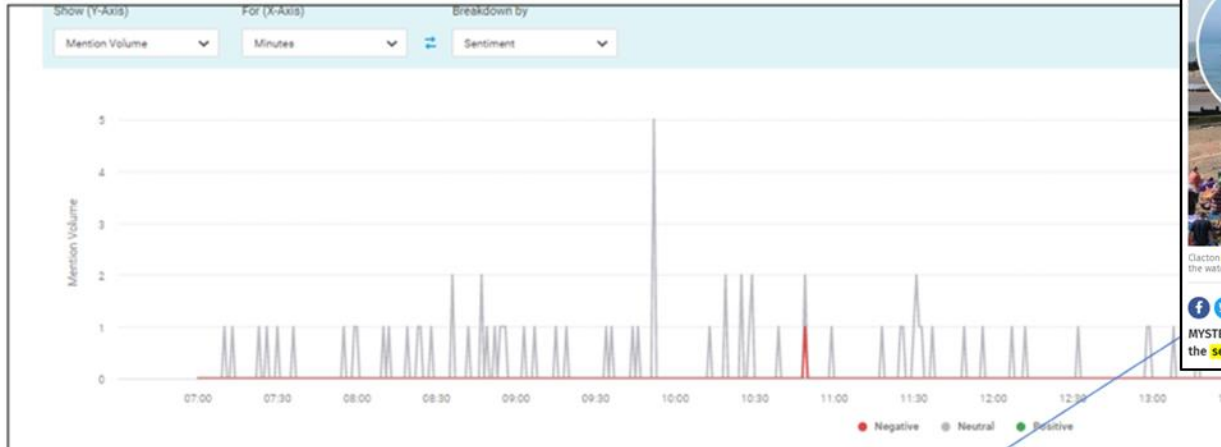 Show (Y-Axis) For (X-Axis) Breakdown by
Mention Volume Minutes Sentiment
5
4
3
2
1
0
Mention Volume
07:00 07:30 08:00 08:30 09:00 09:30 10:00 10:30 11:00 11:30 12:00 12:30 13:00
Negative Neutral Positive
Clacton
the
the